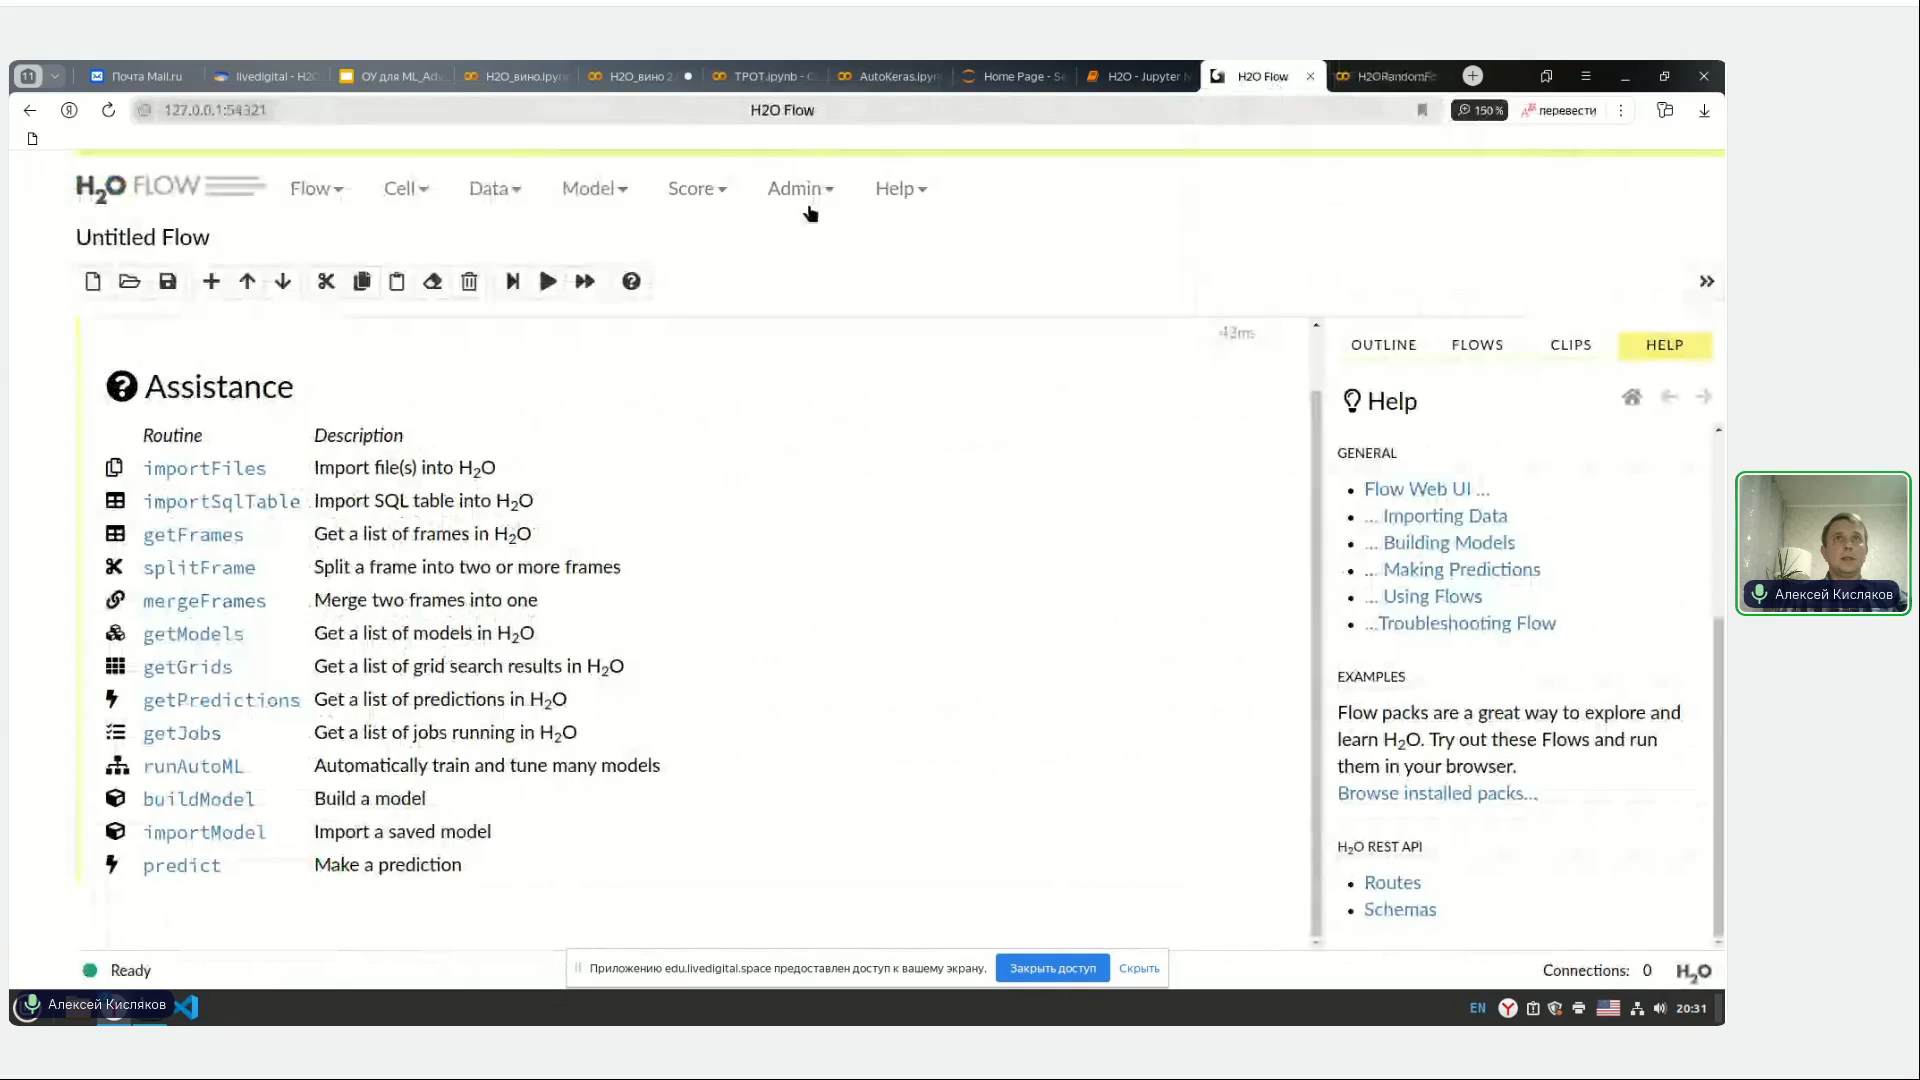 11 Почта Mail.ru livedigital - H2O ОУ для ML_Adv H2O_вино.ipyn H2O_вино 2. TPOT.ipynb - C AutoKeras.ipyn Home Page - Se H2O - Jupyter N H2O Flow H2ORandomFo
127.0.0.1:54321 H2O Flow 150 % перевести
H2O FLOW Flow Cell Data Model Score Admin Help
Untitled Flow
43ms
OUTLINE FLOWS CLIPS HELP
Assistance
Routine Description
importFiles Import file(s) into H2O
importSqlTable Import SQL table into H2O
getFrames Get a list of frames in H2O
splitFrame Split a frame into two or more frames
mergeFrames Merge two frames into one
getModels Get a list of models in H2O
getGrids Get a list of grid search results in H2O
getPredictions Get a list of predictions in H2O
getJobs Get a list of jobs running in H2O
runAutoML Automatically train and tune many models
buildModel Build a model
importModel Import a saved model
predict Make a prediction
Help
GENERAL
Flow Web UI ...
... Importing Data
... Building Models
... Making Predictions
... Using Flows
...Troubleshooting Flow
EXAMPLES
Flow packs are a great way to explore and
learn H2O. Try out these Flows and run
them in your browser.
Browse installed packs...
H2O REST API
Routes
Schemas
Алексей Кисляков
Ready
Приложению edu.livedigital.space предоставлен доступ к вашему экрану. Закрыть доступ Скрыть
Connections: 0 H2O
Алексей Кисляков
EN 20:31